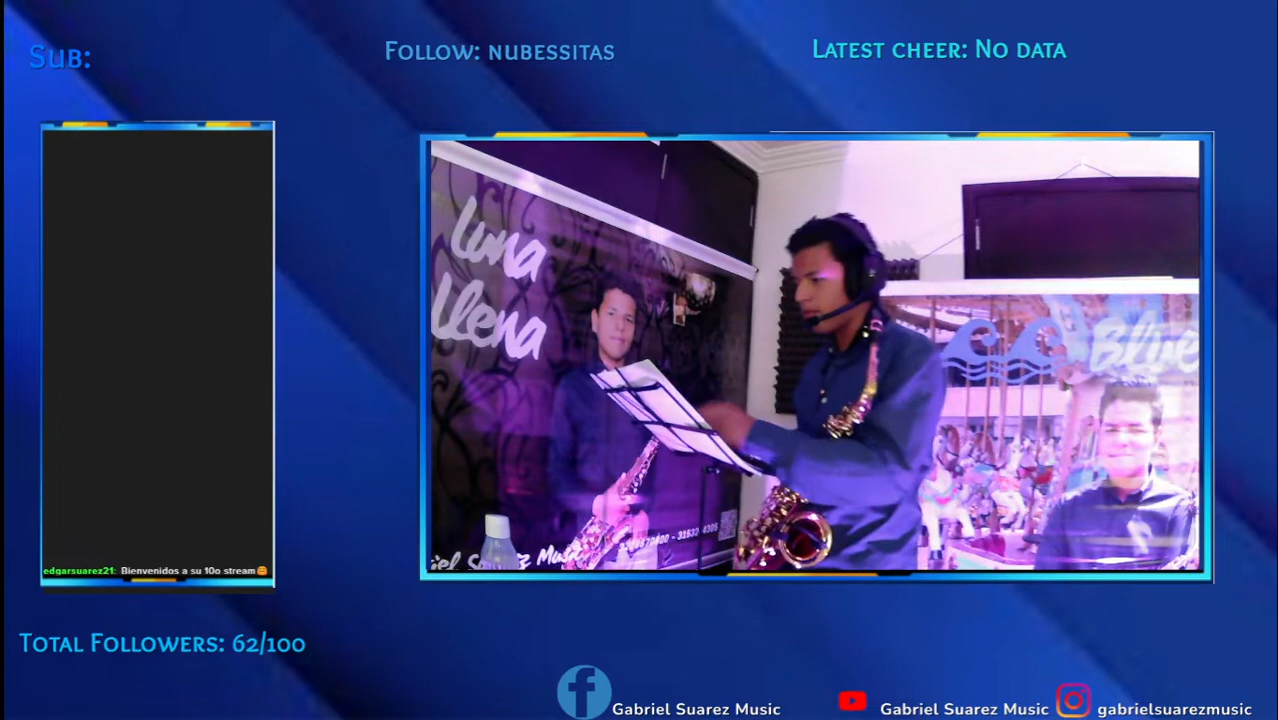 Sub:
Follow: nubessitas
Latest cheer: No data
Luna
Llena
Blue
edgarsuarez21: Bienvenidos a su 10o stream
Total Followers: 62/100
Gabriel Suarez Music
Gabriel Suarez Music
gabrielsuarezmusic